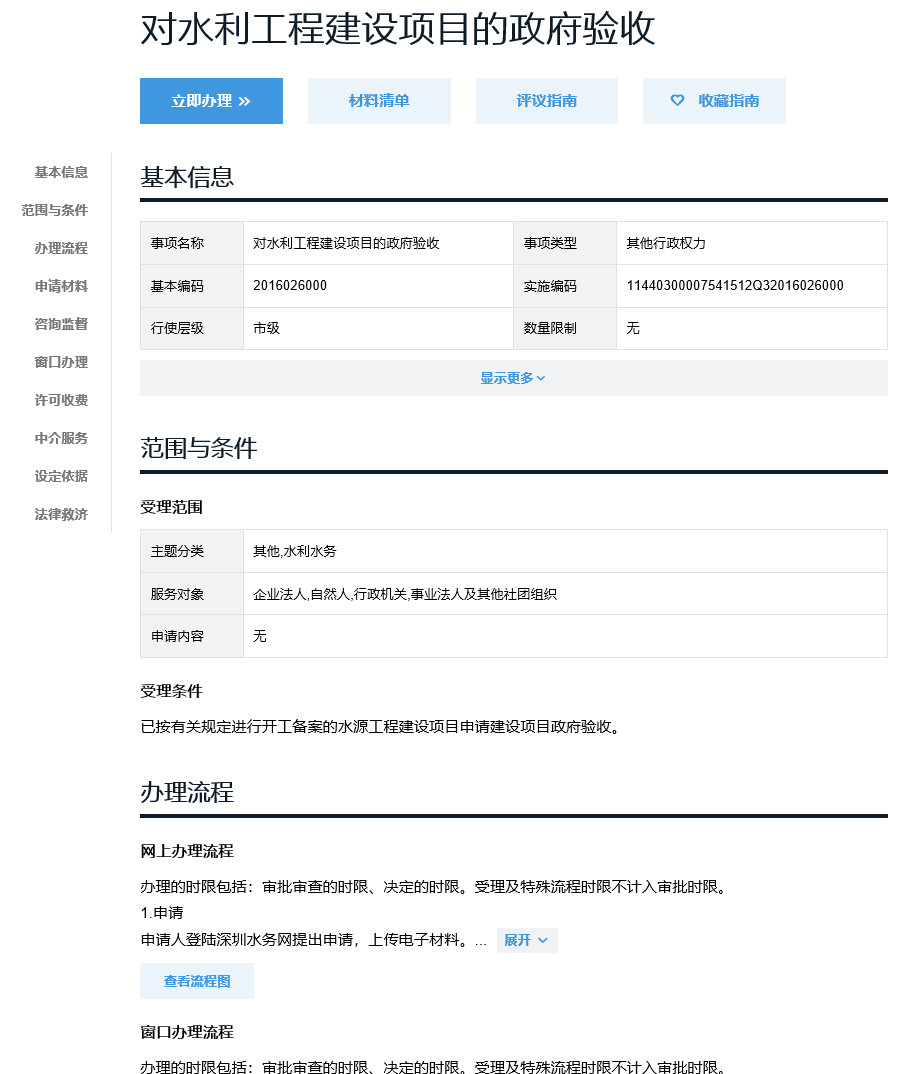 对水利工程建设项目的政府验收
立即办理 »
材料清单
评议指南
收藏指南
基本信息
范围与条件
办理流程
申请材料
咨询监督
窗口办理
许可收费
中介服务
设定依据
法律救济
基本信息
事项名称 对水利工程建设项目的政府验收 事项类型 其他行政权力
基本编码 2016026000 实施编码 11440300007541512Q32016026000
行使层级 市级 数量限制 无
显示更多
范围与条件
受理范围
主题分类 其他,水利水务
服务对象 企业法人,自然人,行政机关,事业法人及其他社团组织
申请内容 无
受理条件
已按有关规定进行开工备案的水源工程建设项目申请建设项目政府验收。
办理流程
网上办理流程
办理的时限包括：审批审查的时限、决定的时限。受理及特殊流程时限不计入审批时限。
1.申请
申请人登陆深圳水务网提出申请，上传电子材料。... 展开
查看流程图
窗口办理流程
办理的时限包括：审批审查的时限、决定的时限。受理及特殊流程时限不计入审批时限。